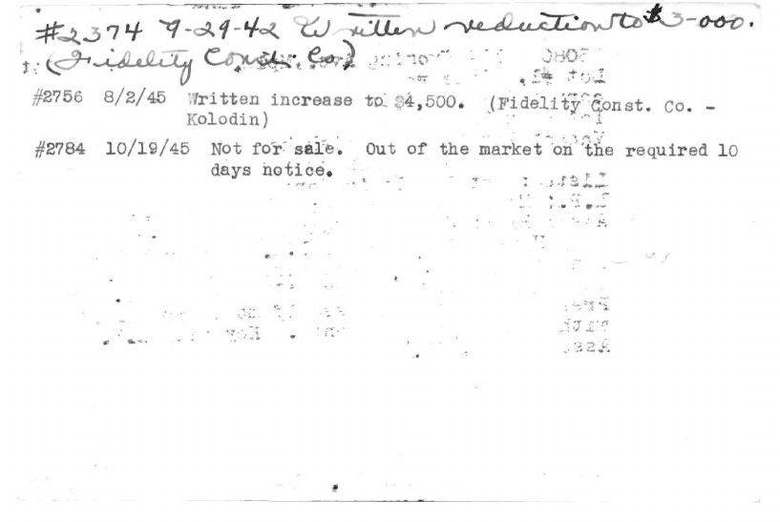 #2374 9-29-42 Written reduction to $3-000.
(Fidelity Const. Co.)
#2756 8/2/45 Written increase to $4,500. (Fidelity Const. Co. -
Kolodin)
#2784 10/19/45 Not for sale. Out of the market on the required 10
days notice.